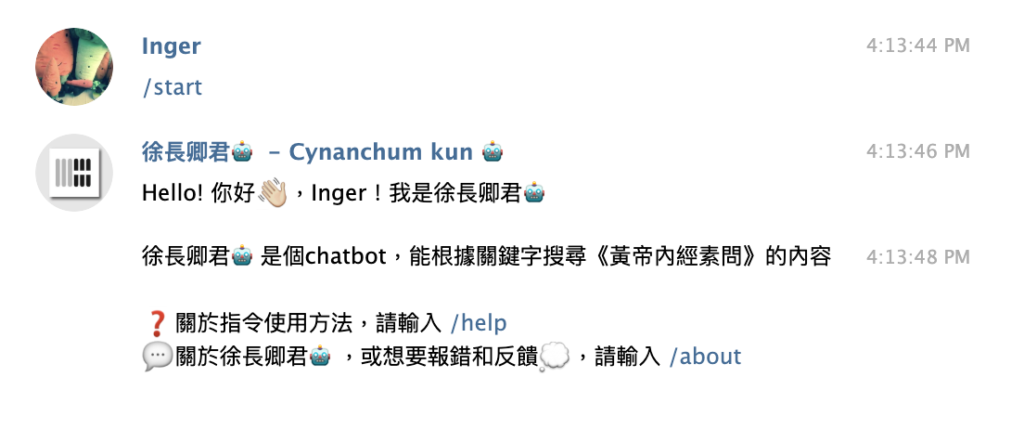 Inger 4:13:44 PM
/start
徐長卿君🤖 – Cynanchum kun 🤖 4:13:46 PM
Hello! 你好👋🏼，Inger！我是徐長卿君🤖
徐長卿君🤖 是個chatbot，能根據關鍵字搜尋《黃帝內經素問》的內容 4:13:48 PM
❓關於指令使用方法，請輸入 /help
💬關於徐長卿君🤖 ，或想要報錯和反饋💭，請輸入 /about